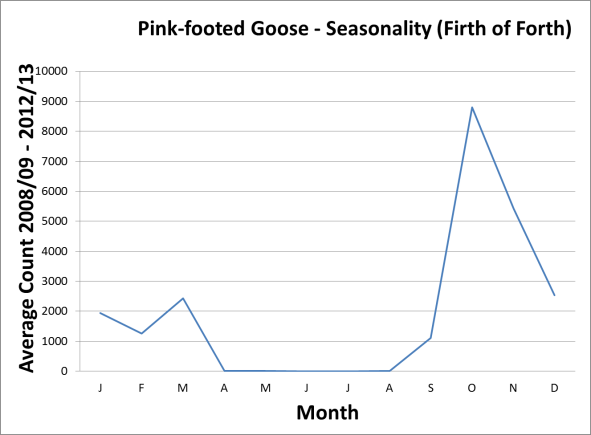 Pink-footed Goose - Seasonality (Firth of Forth)
Average Count 2008/09 - 2012/13
10000
9000
8000
7000
6000
5000
4000
3000
2000
1000
0
J F M A M J J A S O N D
Month